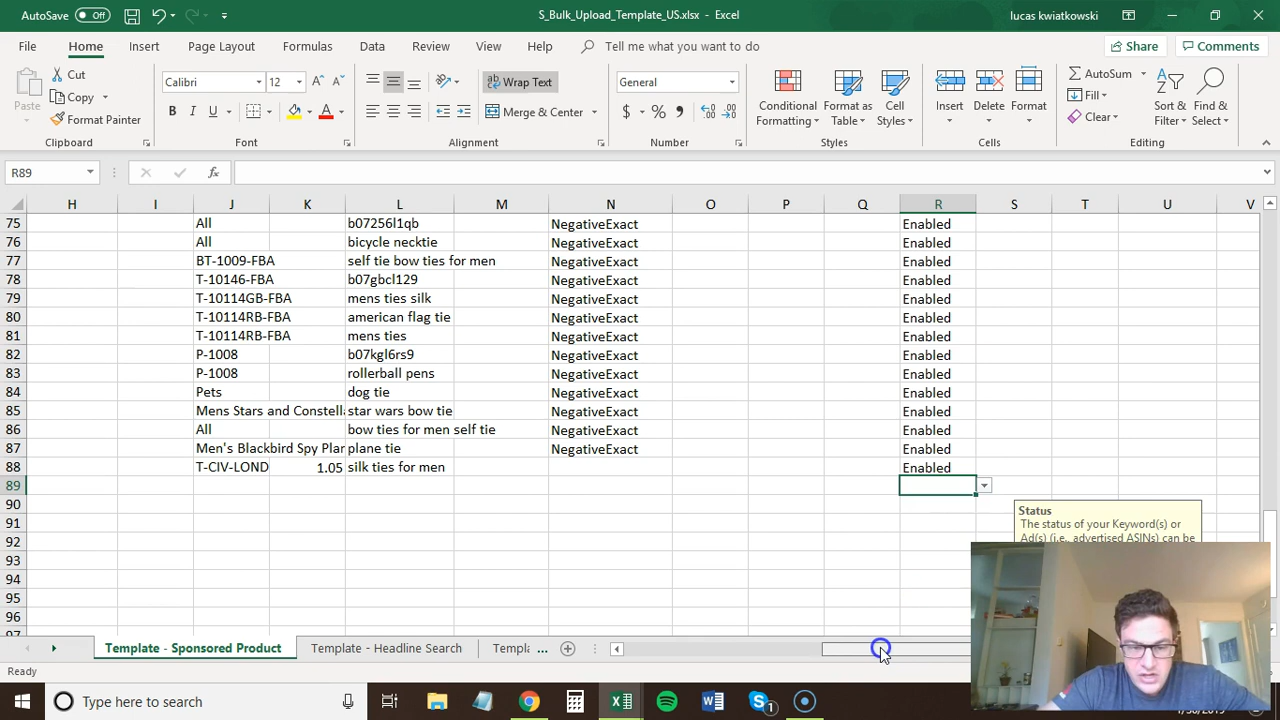 AutoSave Off S_Bulk_Upload_Template_US.xlsx - Excel lucas kwiatkowski
File Home Insert Page Layout Formulas Data Review View Help Tell me what you want to do Share Comments
Paste Cut Copy Format Painter Clipboard
Calibri 12 B I U A Font
Wrap Text Merge & Center Alignment
General $ % Number
Conditional Formatting Format as Table Cell Styles Styles
Insert Delete Format Cells
AutoSum Fill Clear Sort & Filter Find & Select Editing
R89 fx
H I J K L M N O P Q R S T U V
75 All b07256l1qb NegativeExact Enabled
76 All bicycle necktie NegativeExact Enabled
77 BT-1009-FBA self tie bow ties for men NegativeExact Enabled
78 T-10146-FBA b07gbcl129 NegativeExact Enabled
79 T-10114GB-FBA mens ties silk NegativeExact Enabled
80 T-10114RB-FBA american flag tie NegativeExact Enabled
81 T-10114RB-FBA mens ties NegativeExact Enabled
82 P-1008 b07kgl6rs9 NegativeExact Enabled
83 P-1008 rollerball pens NegativeExact Enabled
84 Pets dog tie NegativeExact Enabled
85 Mens Stars and Constella star wars bow tie NegativeExact Enabled
86 All bow ties for men self tie NegativeExact Enabled
87 Men's Blackbird Spy Plan plane tie NegativeExact Enabled
88 T-CIV-LOND 1.05 silk ties for men Enabled
89
90
91 Status
92 The status of your Keyword(s) or
93 Ad(s) (i.e., advertised ASINs) can be
94
95
96
97
Template - Sponsored Product Template - Headline Search Templa ...
Ready
Type here to search